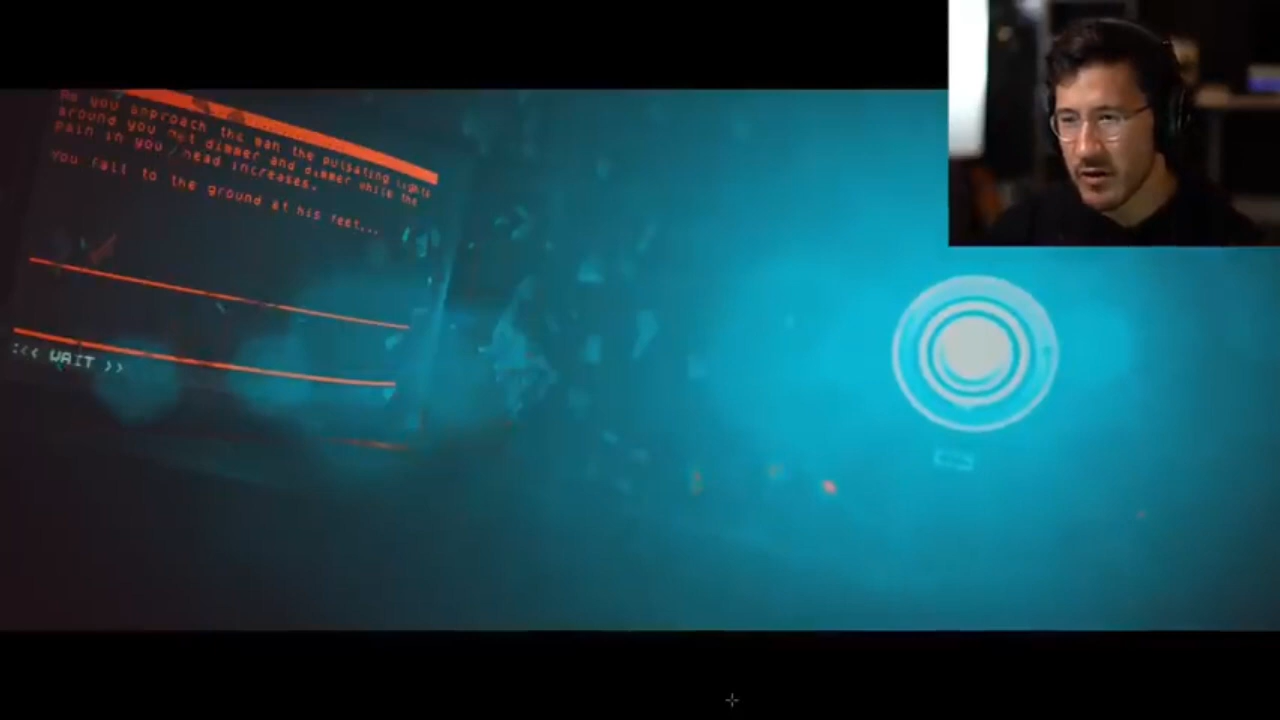 As you approach the man the pulsating lights
around you get dimmer and dimmer while the
pain in you head increases.
You fall to the ground at his feet...
:<< WAIT >>